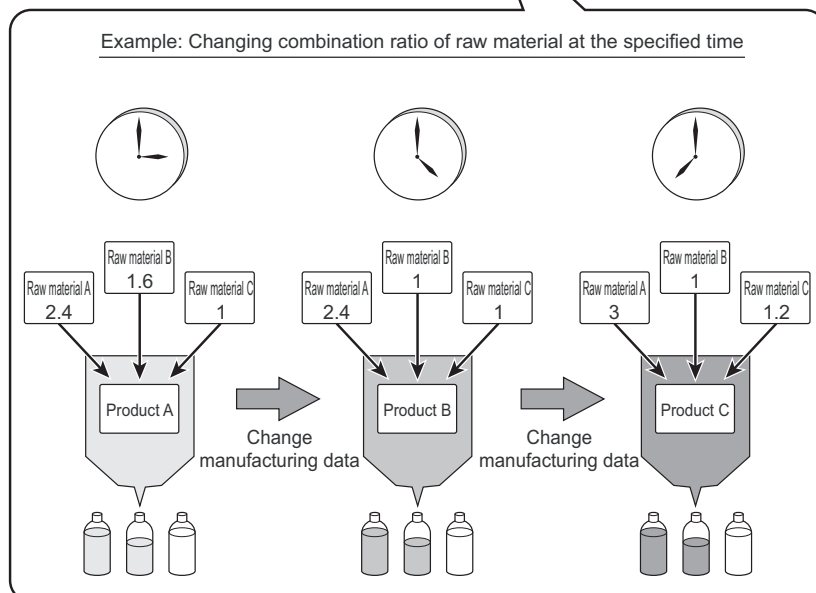 Example: Changing combination ratio of raw material at the specified time
Raw material A
2.4
Raw material B
1.6
Raw material C
1
Product A
Change
manufacturing data
Raw material A
2.4
Raw material B
1
Raw material C
1
Product B
Change
manufacturing data
Raw material A
3
Raw material B
1
Raw material C
1.2
Product C